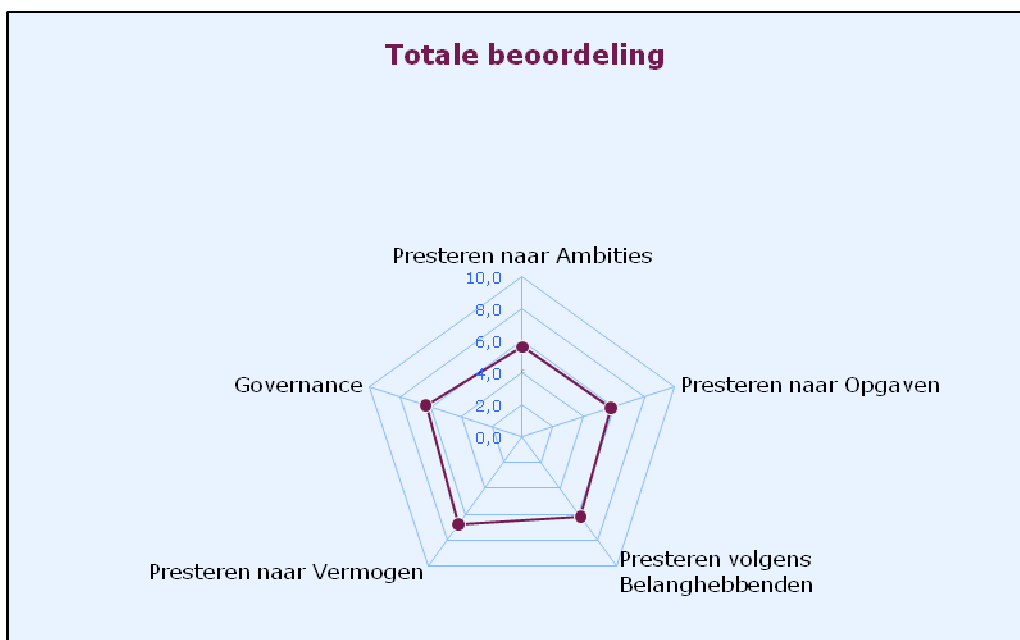 Totale beoordeling
Presteren naar Ambities
10,0
8,0
6,0
4,0
2,0
0,0
Governance
Presteren naar Opgaven
Presteren naar Vermogen
Presteren volgens
Belanghebbenden